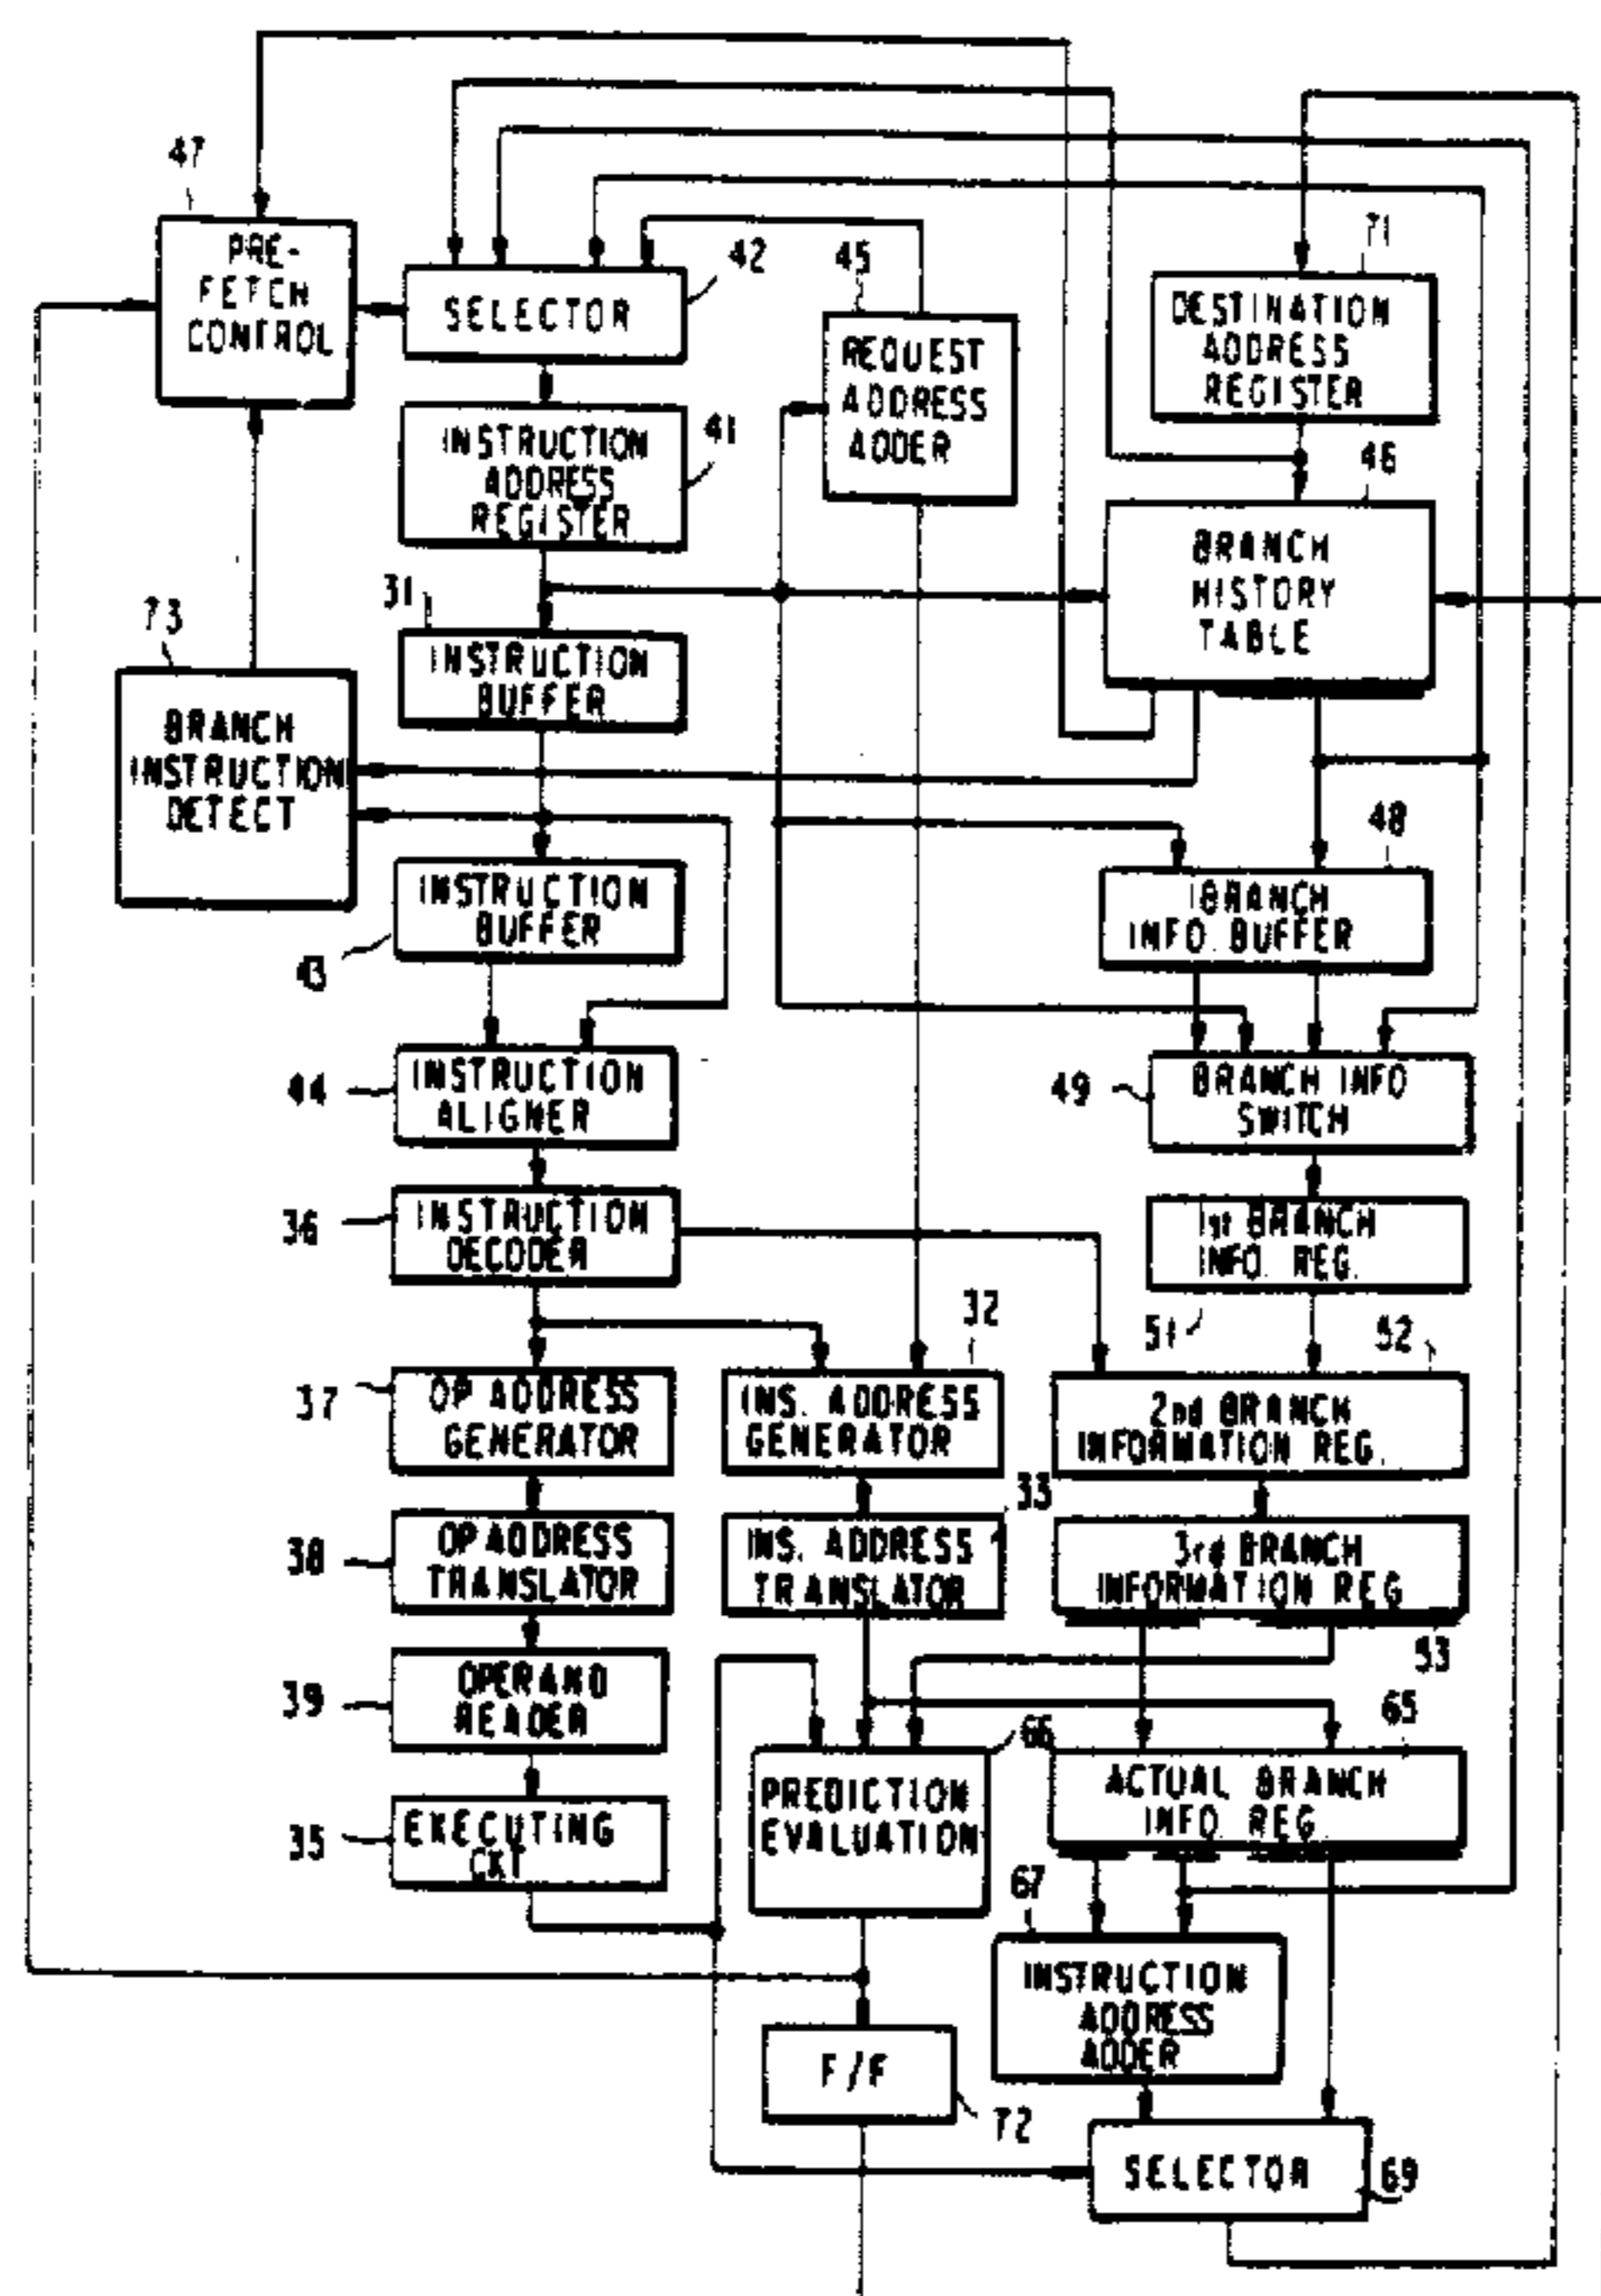 47
PRE-
FETCH
CONTROL
SELECTOR
42
45
REQUEST
ADDRESS
ADDER
71
DESTINATION
ADDRESS
REGISTER
INSTRUCTION
ADDRESS
REGISTER
41
46
BRANCH
HISTORY
TABLE
31
INSTRUCTION
BUFFER
73
BRANCH
INSTRUCTION
DETECT
INSTRUCTION
BUFFER
43
48
BRANCH
INFO. BUFFER
44
INSTRUCTION
ALIGNER
49
BRANCH INFO
SWITCH
36
INSTRUCTION
DECODER
1st BRANCH
INFO. REG.
51
32
52
37
OP ADDRESS
GENERATOR
INS. ADDRESS
GENERATOR
2nd BRANCH
INFORMATION REG.
33
38
OP ADDRESS
TRANSLATOR
INS. ADDRESS
TRANSLATOR
3rd BRANCH
INFORMATION REG
53
39
OPERAND
READER
66
65
PREDICTION
EVALUATION
ACTUAL BRANCH
INFO. REG.
35
EXECUTING
CKT
67
INSTRUCTION
ADDRESS
ADDER
F/F
72
SELECTOR
69